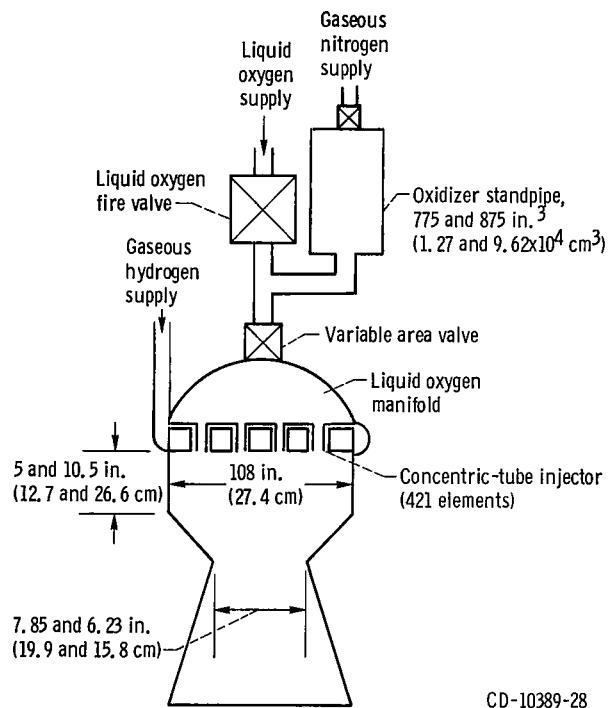 Gaseous
nitrogen
supply
Liquid
oxygen
supply
Liquid oxygen
fire valve
Oxidizer standpipe,
775 and 875 in.³
(1.27 and 9.62x10⁴ cm³)
Gaseous
hydrogen
supply
Variable area valve
Liquid oxygen
manifold
5 and 10.5 in.
(12.7 and 26.6 cm)
108 in.
(27.4 cm)
Concentric-tube injector
(421 elements)
7.85 and 6.23 in.
(19.9 and 15.8 cm)
CD-10389-28